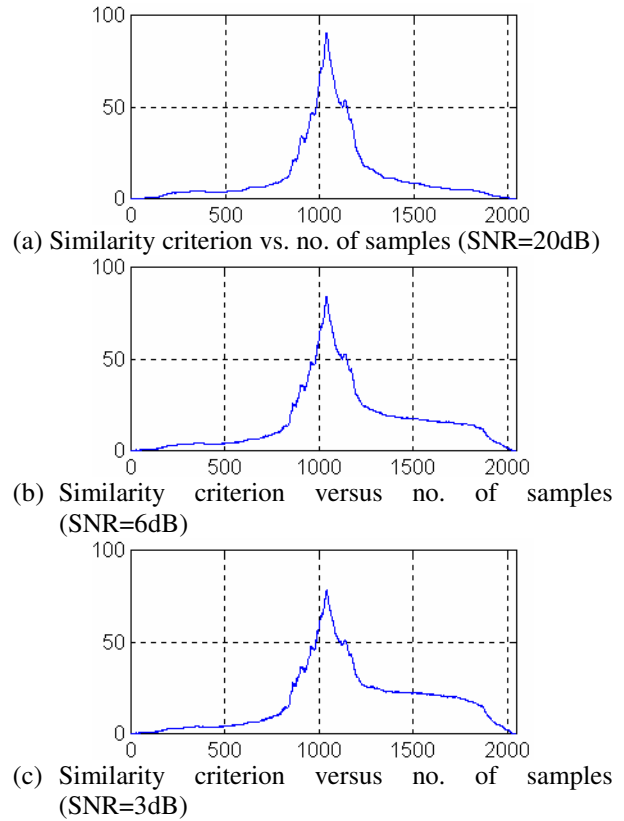 100
50
0
0 500 1000 1500 2000
(a) Similarity criterion vs. no. of samples (SNR=20dB)
100
50
0
0 500 1000 1500 2000
(b) Similarity criterion versus no. of samples
(SNR=6dB)
100
50
0
0 500 1000 1500 2000
(c) Similarity criterion versus no. of samples
(SNR=3dB)